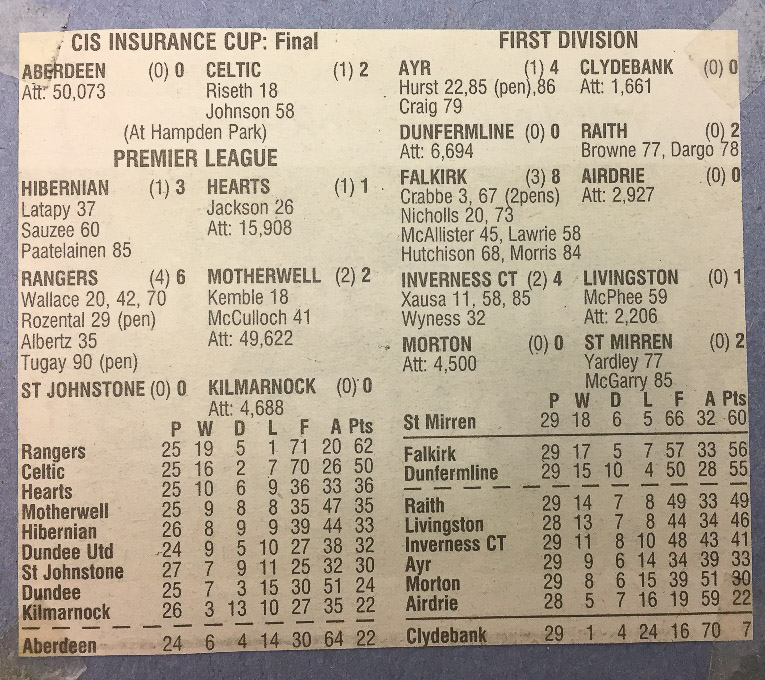 CIS INSURANCE CUP: Final
ABERDEEN (0) 0 CELTIC (1) 2
Att: 50,073 Riseth 18
Johnson 58
(At Hampden Park)
PREMIER LEAGUE
HIBERNIAN (1) 3 HEARTS (1) 1
Latapy 37 Jackson 26
Sauzee 60 Att: 15,908
Paatelainen 85
RANGERS (4) 6 MOTHERWELL (2) 2
Wallace 20, 42, 70 Kemble 18
Rozental 29 (pen) McCulloch 41
Albertz 35 Att: 49,622
Tugay 90 (pen)
ST JOHNSTONE (0) 0 KILMARNOCK (0) 0
Att: 4,688
P W D L F A Pts
Rangers 25 19 5 1 71 20 62
Celtic 25 16 2 7 70 26 50
Hearts 25 10 6 9 36 33 36
Motherwell 25 9 8 8 35 47 35
Hibernian 26 8 9 9 39 44 33
Dundee Utd 24 9 5 10 27 38 32
St Johnstone 27 7 9 11 25 32 30
Dundee 25 7 3 15 30 51 24
Kilmarnock 26 3 13 10 27 35 22
Aberdeen 24 6 4 14 30 64 22
FIRST DIVISION
AYR (1) 4 CLYDEBANK (0) 0
Hurst 22,85 (pen),86 Att: 1,661
Craig 79
DUNFERMLINE (0) 0 RAITH (0) 2
Att: 6,694 Browne 77, Dargo 78
FALKIRK (3) 8 AIRDRIE (0) 0
Crabbe 3, 67 (2pens) Att: 2,927
Nicholls 20, 73
McAllister 45, Lawrie 58
Hutchison 68, Morris 84
INVERNESS CT (2) 4 LIVINGSTON (0) 1
Xausa 11, 58, 85 McPhee 59
Wyness 32 Att: 2,206
MORTON (0) 0 ST MIRREN (0) 2
Att: 4,500 Yardley 77
McGarry 85
P W D L F A Pts
St Mirren 29 18 6 5 66 32 60
Falkirk 29 17 5 7 57 33 56
Dunfermline 29 15 10 4 50 28 55
Raith 29 14 7 8 49 33 49
Livingston 28 13 7 8 44 34 46
Inverness CT 29 11 8 10 48 43 41
Ayr 29 9 6 14 34 39 33
Morton 29 8 6 15 39 51 30
Airdrie 28 5 7 16 19 59 22
Clydebank 29 1 4 24 16 70 7